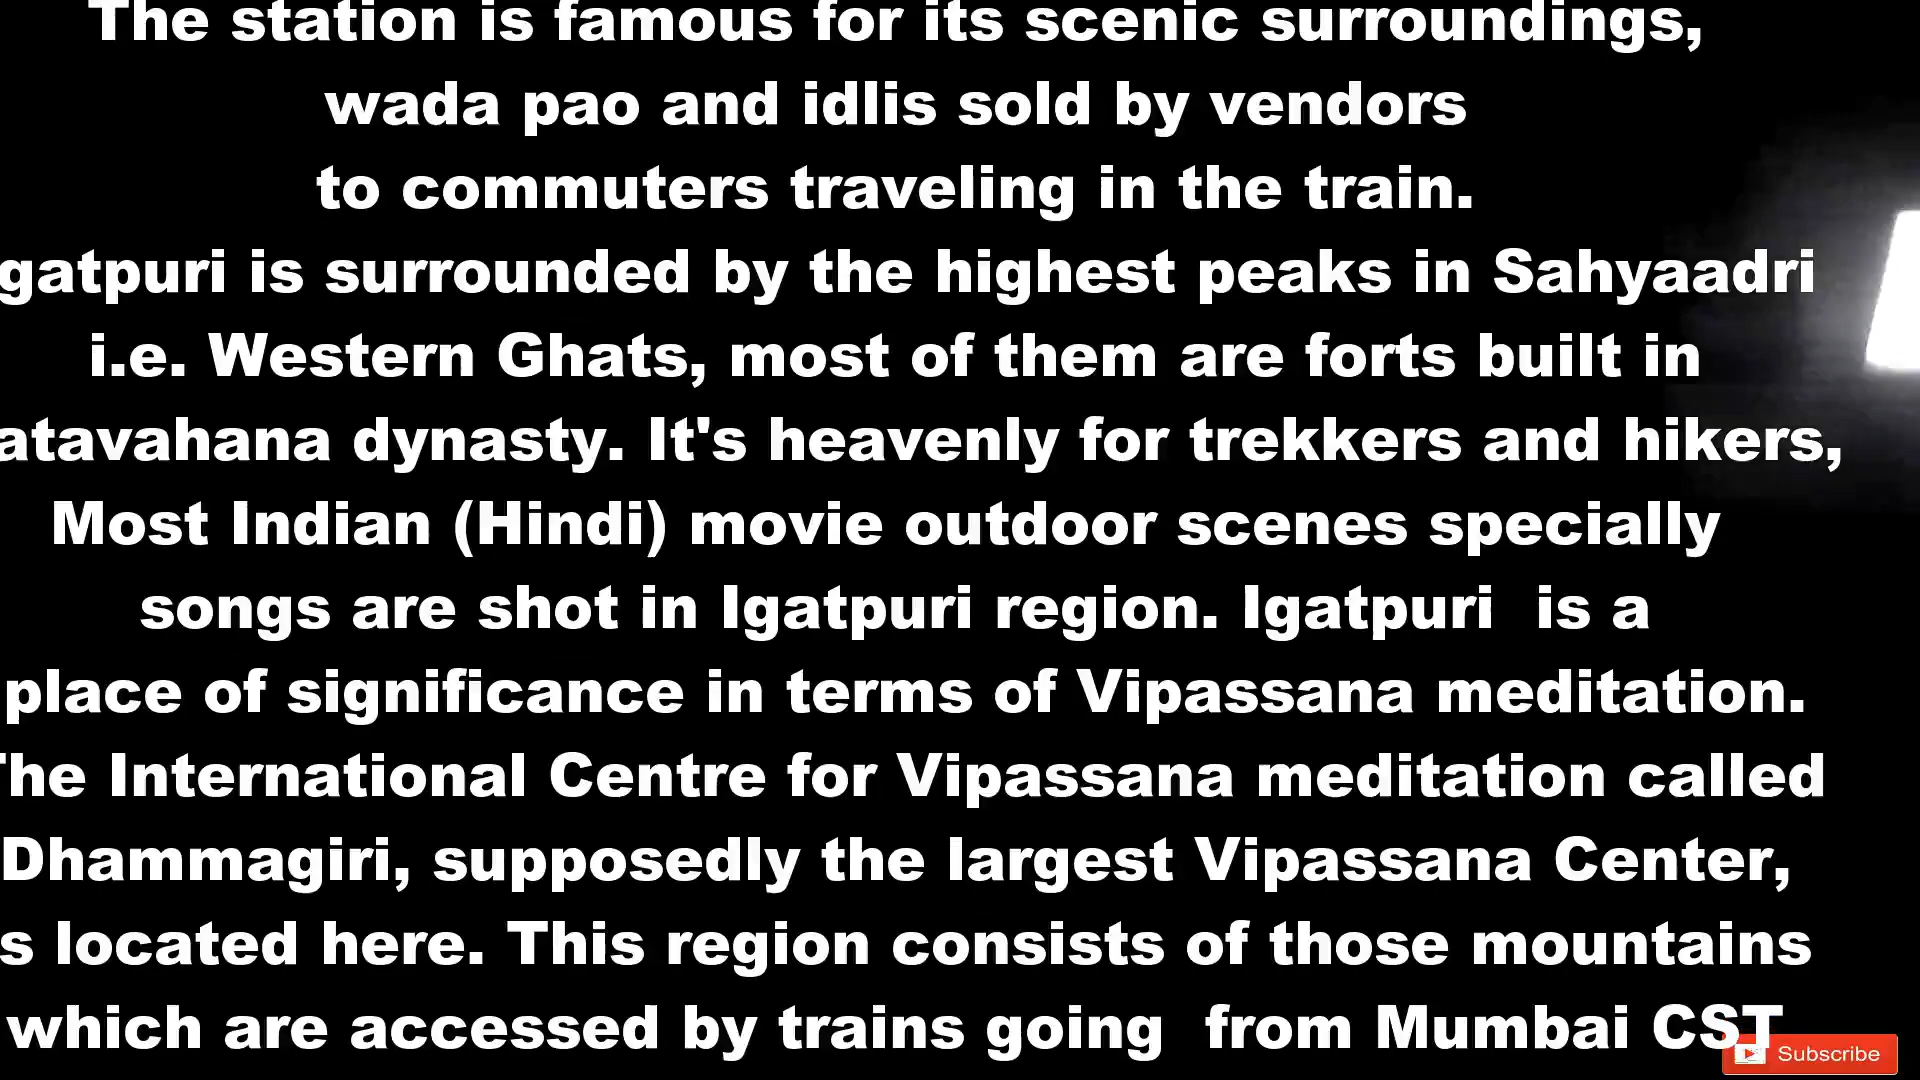 The station is famous for its scenic surroundings,
wada pao and idlis sold by vendors
to commuters traveling in the train.
gatpuri is surrounded by the highest peaks in Sahyaadri
i.e. Western Ghats, most of them are forts built in
atavahana dynasty. It's heavenly for trekkers and hikers,
Most Indian (Hindi) movie outdoor scenes specially
songs are shot in Igatpuri region. Igatpuri  is a
place of significance in terms of Vipassana meditation.
The International Centre for Vipassana meditation called
Dhammagiri, supposedly the largest Vipassana Center,
s located here. This region consists of those mountains
which are accessed by trains going  from Mumbai CST
Subscribe